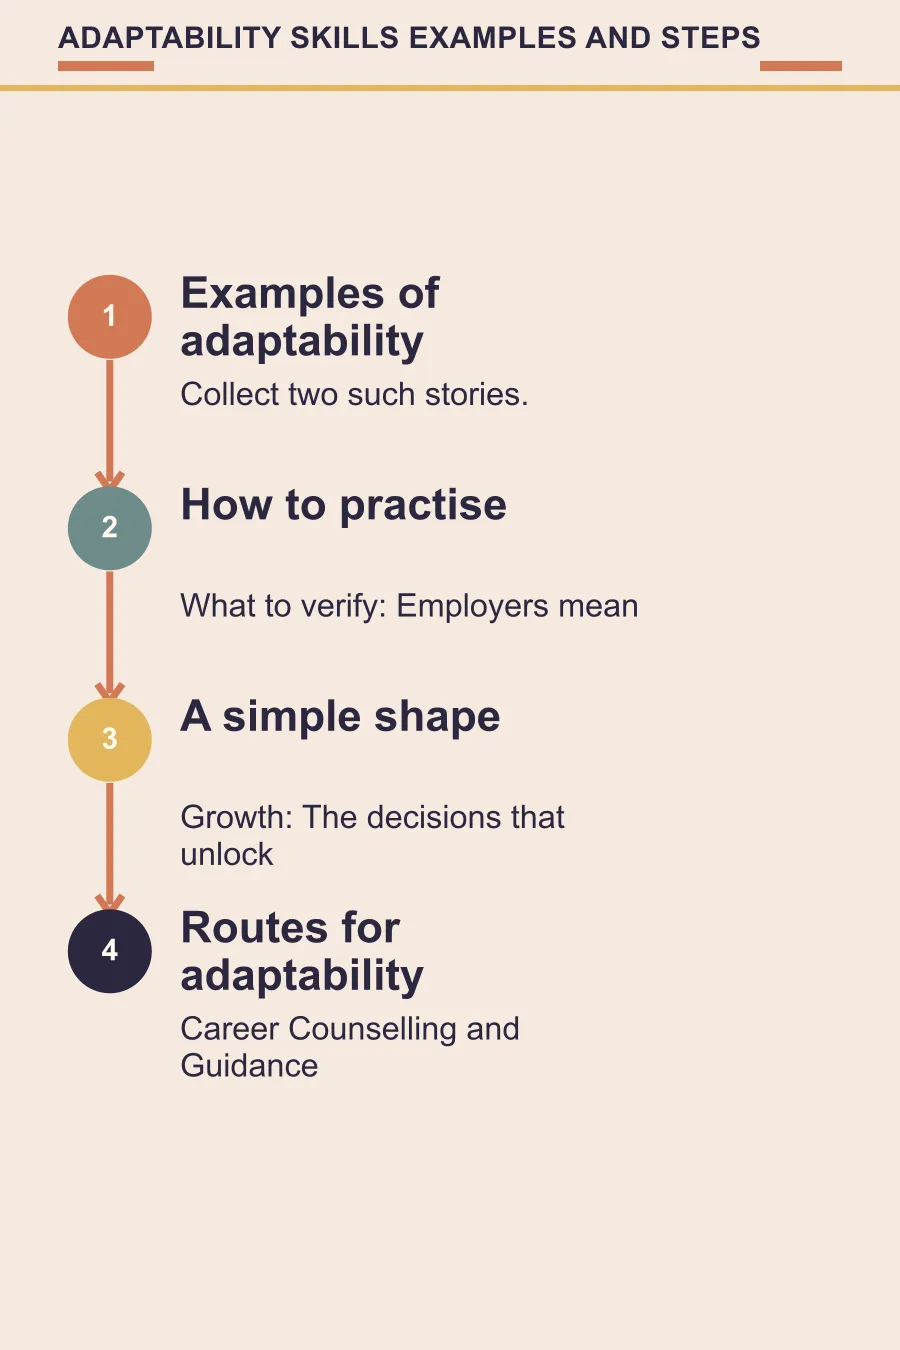 ADAPTABILITY SKILLS EXAMPLES AND STEPS
1
Examples of
adaptability
Collect two such stories.
2
How to practise
What to verify: Employers mean
3
A simple shape
Growth: The decisions that
unlock
4
Routes for
adaptability
Career Counselling and
Guidance